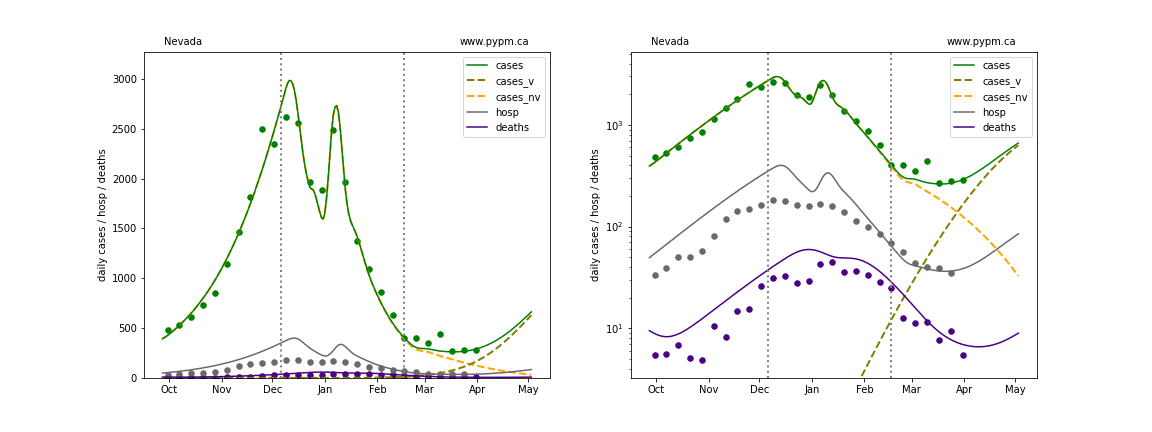 Nevada www.pypm.ca
cases
cases_v
cases_nv
hosp
deaths
daily cases / hosp / deaths
3000
2500
2000
1500
1000
500
0
Oct Nov Dec Jan Feb Mar Apr May
Nevada www.pypm.ca
cases
cases_v
cases_nv
hosp
deaths
daily cases / hosp / deaths
10³
10²
10¹
Oct Nov Dec Jan Feb Mar Apr May